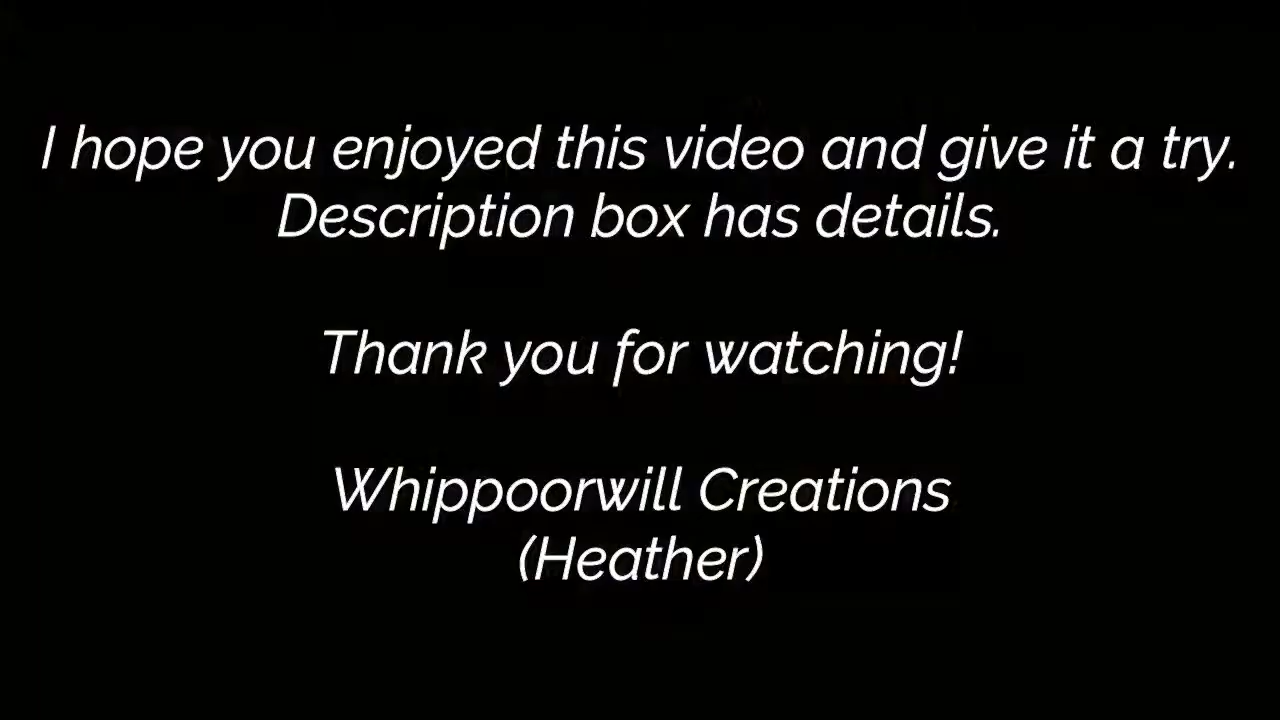 I hope you enjoyed this video and give it a try.
Description box has details.
Thank you for watching!
Whippoorwill Creations
(Heather)